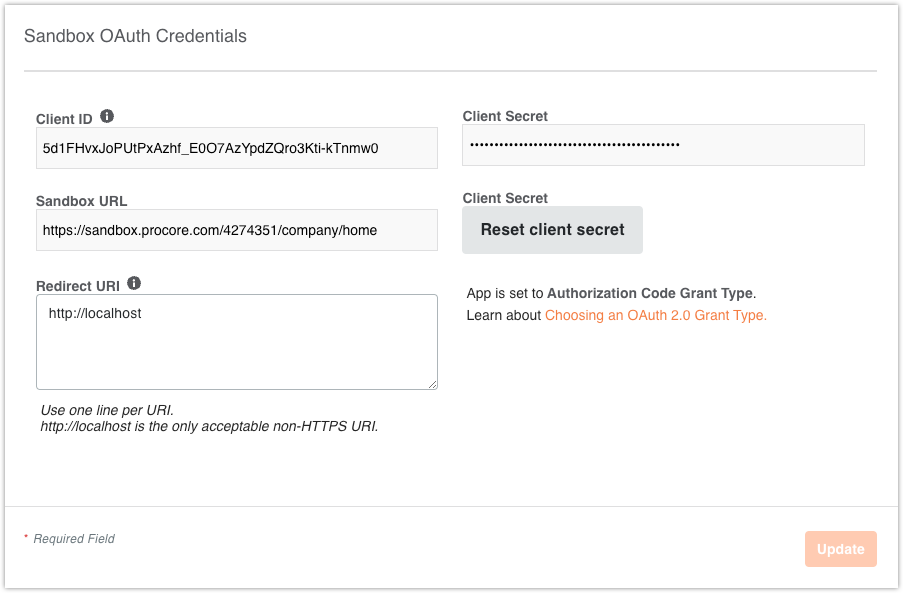 Sandbox OAuth Credentials
Client ID
5d1FHvxJoPUtPxAzhf_E0O7AzYpdZQro3Kti-kTnmw0
Client Secret
•••••••••••••••••••••••••••••••••••••••••••
Sandbox URL
https://sandbox.procore.com/4274351/company/home
Client Secret
Reset client secret
Redirect URI
http://localhost
App is set to Authorization Code Grant Type.
Learn about Choosing an OAuth 2.0 Grant Type.
Use one line per URI.
http://localhost is the only acceptable non-HTTPS URI.
* Required Field
Update